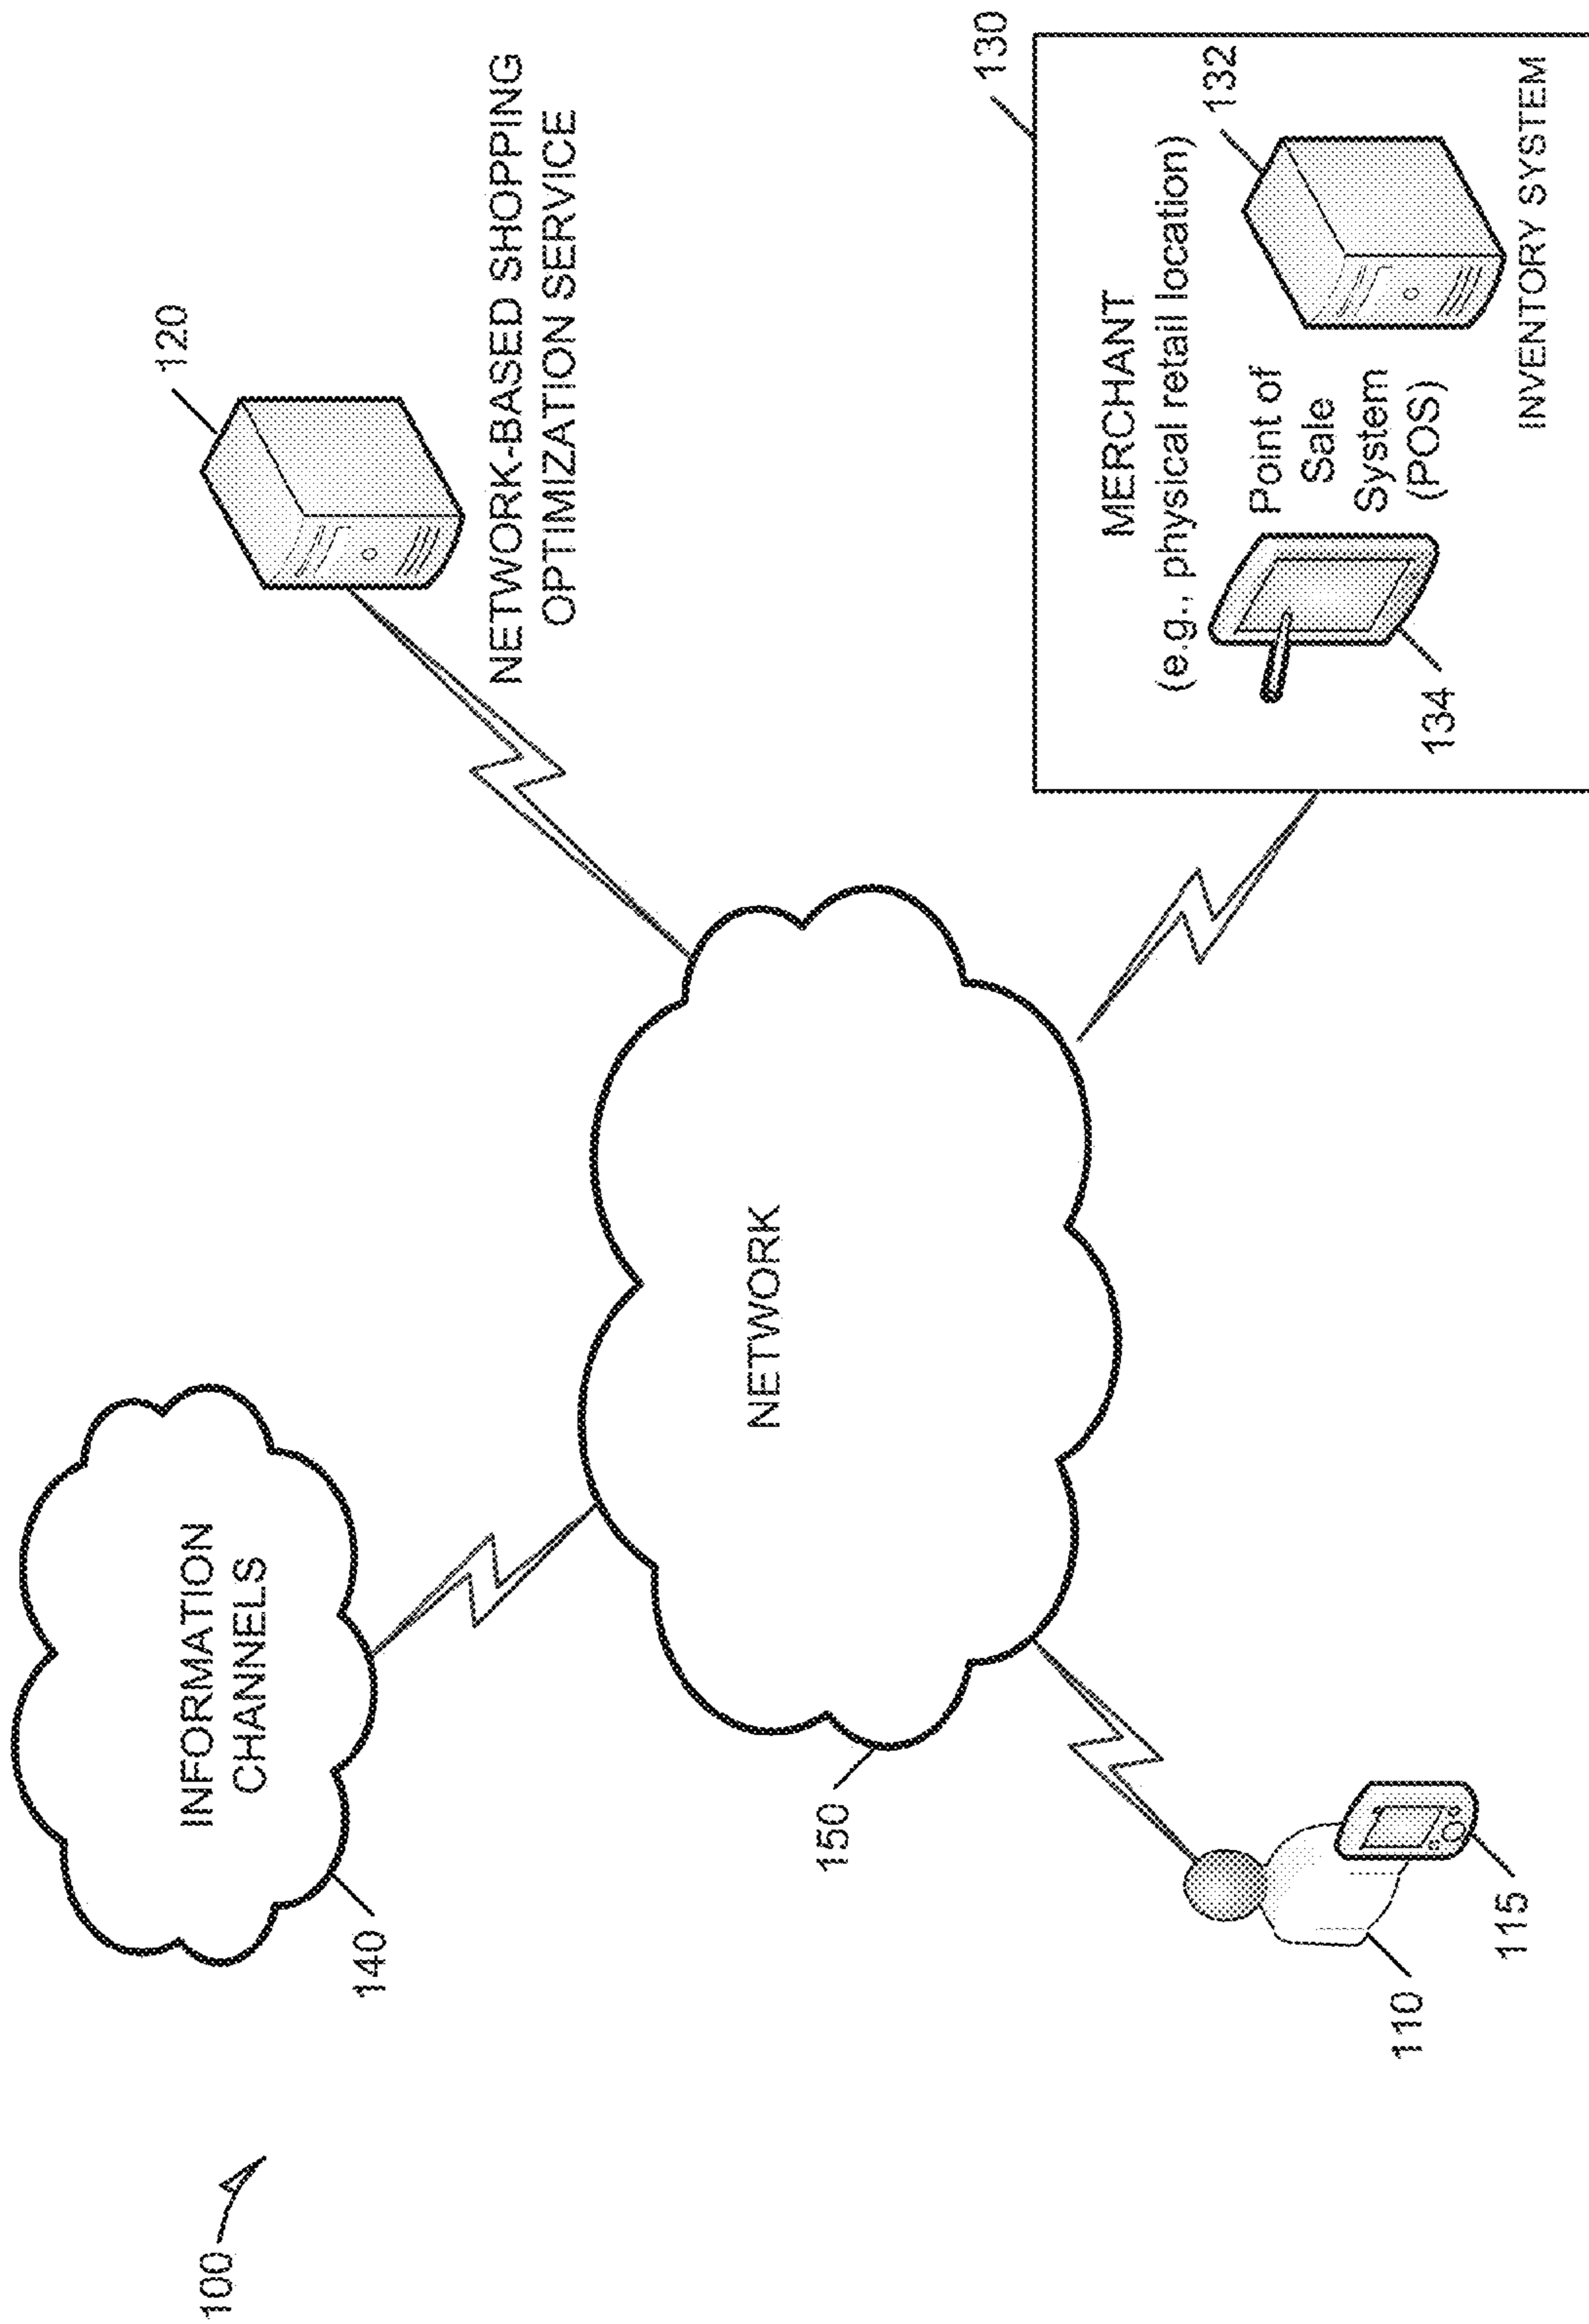 100
INFORMATION
CHANNELS
140
120
NETWORK-BASED SHOPPING
OPTIMIZATION SERVICE
NETWORK
150
130
MERCHANT
(e.g., physical retail location)
Point of
Sale
System
(POS)
132
134
INVENTORY SYSTEM
110
115